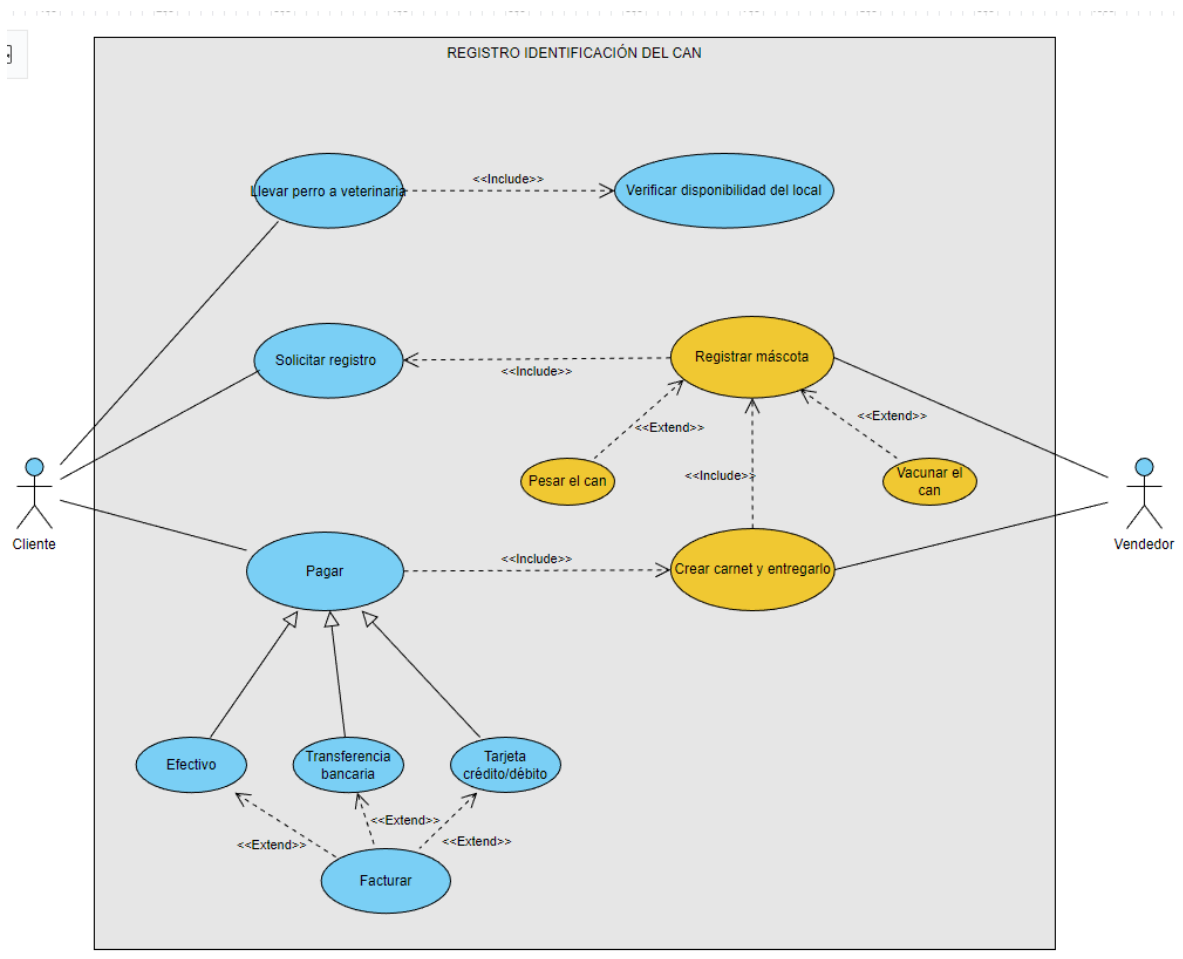 REGISTRO IDENTIFICACIÓN DEL CAN
Llevar perro a veterinaria
<<Include>>
Verificar disponibilidad del local
Solicitar registro
<<Include>>
Registrar máscota
<<Extend>>
<<Extend>>
Pesar el can
<<Include>>
Vacunar el
can
Cliente
Vendedor
Pagar
<<Include>>
Crear carnet y entregarlo
Efectivo
Transferencia
bancaria
Tarjeta
crédito/débito
<<Extend>>
<<Extend>>
<<Extend>>
Facturar